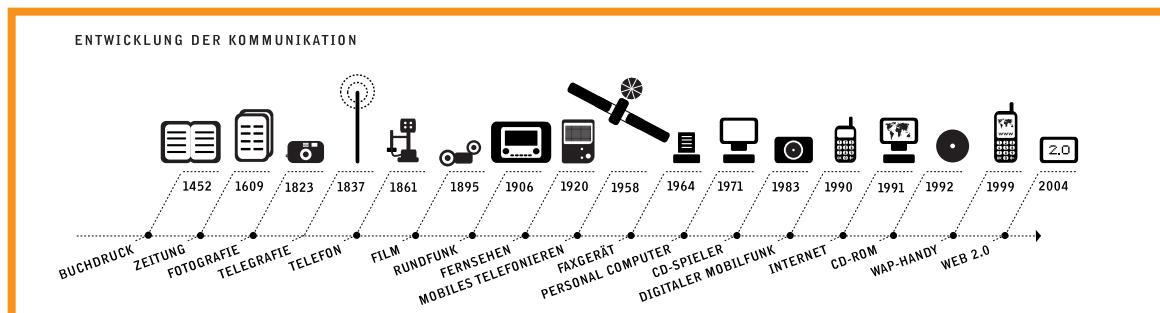 ENTWICKLUNG DER KOMMUNIKATION
www
2.0
1452 1609 1823 1837 1861 1895 1906 1920 1958 1964 1971 1983 1990 1991 1992 1999 2004
BUCHDRUCK
ZEITUNG
FOTOGRAFIE
TELEGRAFIE
TELEFON
FILM
RUNDFUNK
FERNSEHEN
MOBILES TELEFONIEREN
FAXGERÄT
PERSONAL COMPUTER
CD-SPIELER
DIGITALER MOBILFUNK
INTERNET
CD-ROM
WAP-HANDY
WEB 2.0